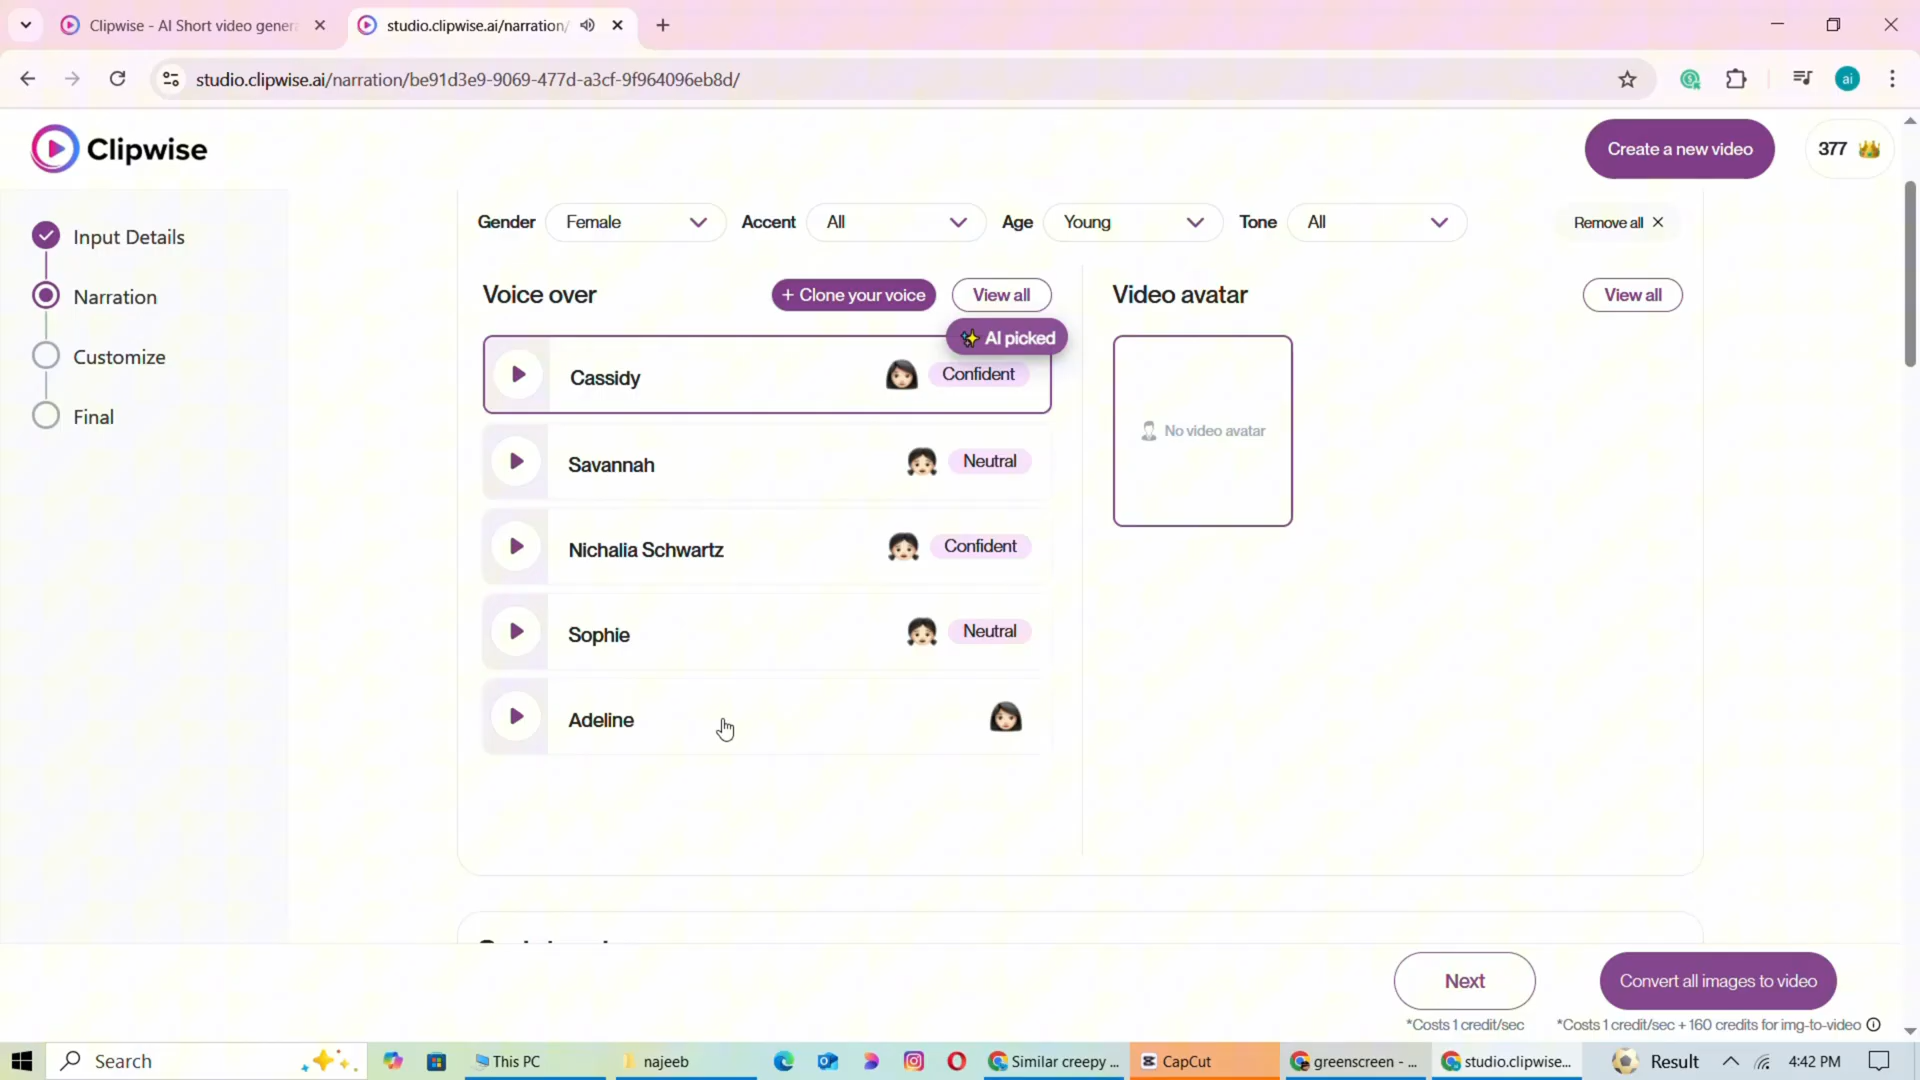 Clipwise - AI Short video gener
studio.clipwise.ai/narration/
studio.clipwise.ai/narration/be91d3e9-9069-477d-a3cf-9f964096eb8d/
ai
Clipwise
Create a new video
377
Input Details
Narration
Customize
Final
Gender
Female
Accent
All
Age
Young
Tone
All
Remove all
Voice over
+ Clone your voice
View all
AI picked
Cassidy
Confident
Savannah
Neutral
Nichalia Schwartz
Confident
Sophie
Neutral
Adeline
Video avatar
View all
No video avatar
Next
*Costs 1 credit/sec
Convert all images to video
*Costs 1 credit/sec + 160 credits for img-to-video
Search
This PC
najeeb
Similar creepy ...
CapCut
greenscreen - ...
studio.clipwise...
Result
4:42 PM